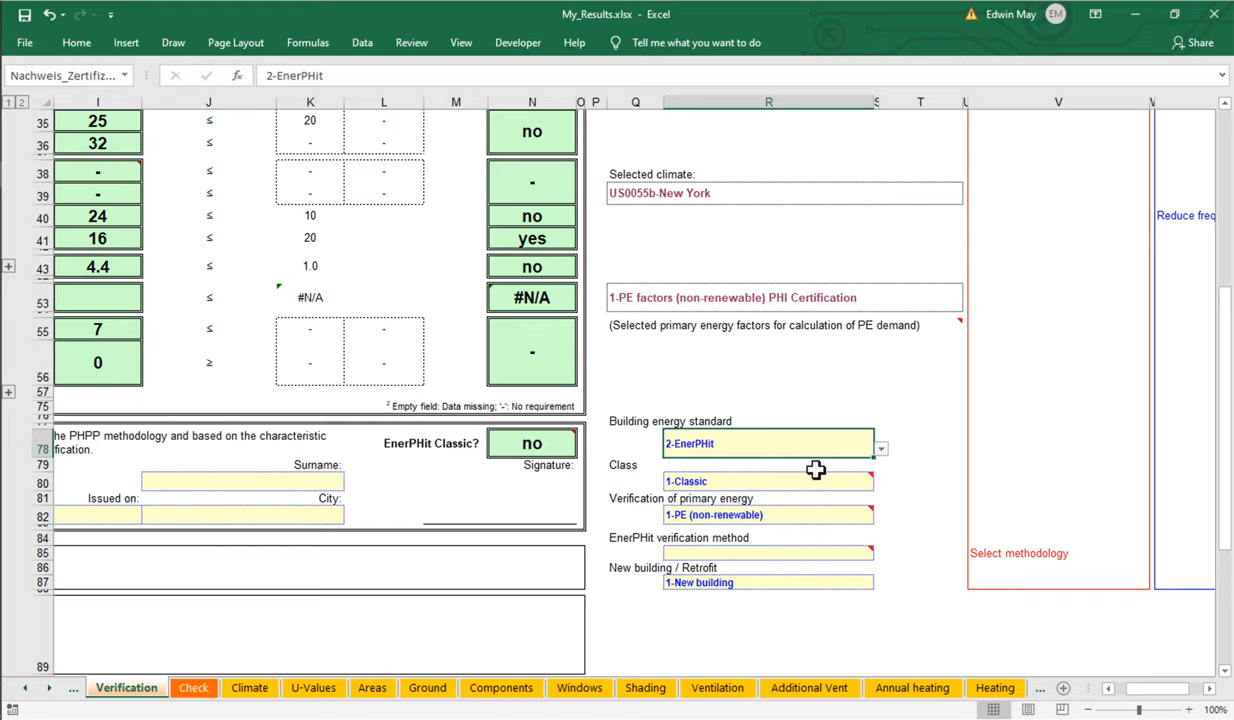 My_Results.xlsx - Excel
Edwin May EM
File Home Insert Draw Page Layout Formulas Data Review View Developer Help Tell me what you want to do Share
Nachweis_Zertifiz... fx 2-EnerPHit
1 2 I J K L M N O P Q R S T U V W
35 25 ≤ 20 - no
36 32 ≤ - -
38 - ≤ - - -
39 - ≤ - -
40 24 ≤ 10 no
41 16 ≤ 20 yes
43 4.4 ≤ 1.0 no
53 ≤ #N/A #N/A
55 7 ≤ - - -
56 0 ≥ - -
57
75 2 Empty field: Data missing; '-': No requirement
76
78 he PHPP methodology and based on the characteristic
fication.
EnerPHit Classic? no
79 Surname: Signature:
80
81 Issued on: City:
82
84
85
86
87
89
Selected climate:
US0055b-New York
Reduce freq
1-PE factors (non-renewable) PHI Certification
(Selected primary energy factors for calculation of PE demand)
Building energy standard
2-EnerPHit
Class
1-Classic
Verification of primary energy
1-PE (non-renewable)
EnerPHit verification method
Select methodology
New building / Retrofit
1-New building
... Verification Check Climate U-Values Areas Ground Components Windows Shading Ventilation Additional Vent Annual heating Heating ...
100%